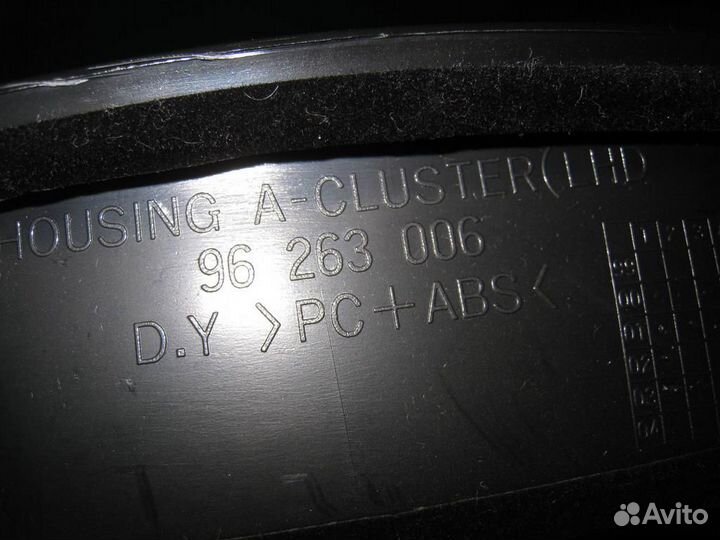 HOUSING A-CLUSTER(LHD
96 263 006
D.Y >PC+ABS<
Avito